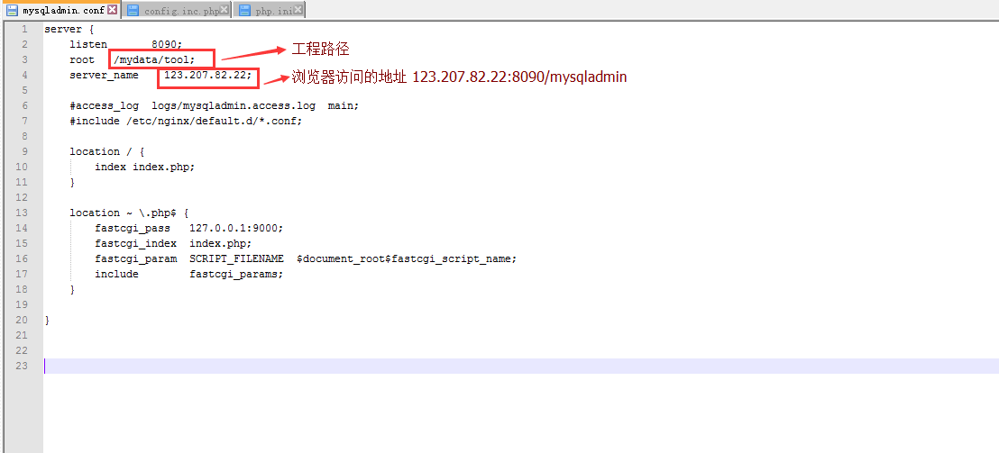 mysqladmin.conf config.inc.php php.ini
1 server {
2 listen 8090;
3 root /mydata/tool; 工程路径
4 server_name 123.207.82.22; 浏览器访问的地址 123.207.82.22:8090/mysqladmin
5
6 #access_log logs/mysqladmin.access.log main;
7 #include /etc/nginx/default.d/*.conf;
8
9 location / {
10 index index.php;
11 }
12
13 location ~ \.php$ {
14 fastcgi_pass 127.0.0.1:9000;
15 fastcgi_index index.php;
16 fastcgi_param SCRIPT_FILENAME $document_root$fastcgi_script_name;
17 include fastcgi_params;
18 }
19
20 }
21
22
23